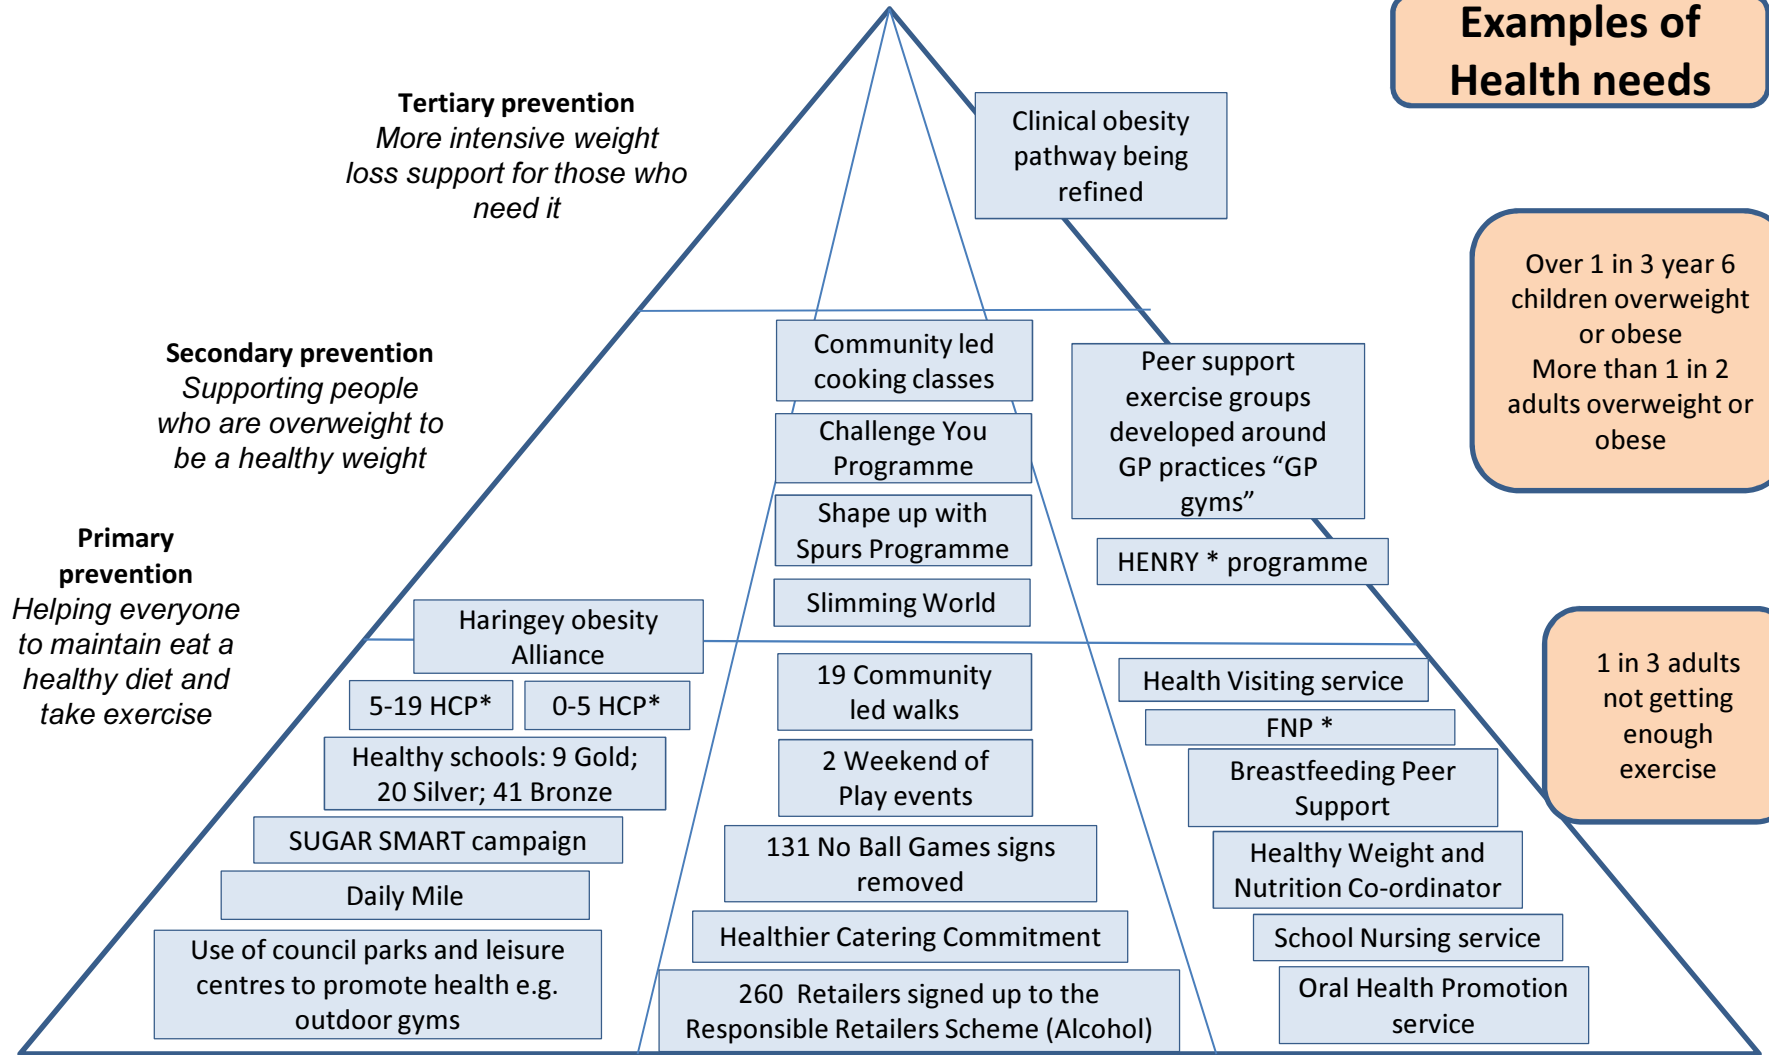 Examples of
Health needs
Tertiary prevention
More intensive weight
loss support for those who
need it
Clinical obesity
pathway being
refined
Over 1 in 3 year 6
children overweight
or obese
More than 1 in 2
adults overweight or
obese
Secondary prevention
Supporting people
who are overweight to
be a healthy weight
Community led
cooking classes
Challenge You
Programme
Shape up with
Spurs Programme
Slimming World
Peer support
exercise groups
developed around
GP practices “GP
gyms”
HENRY * programme
Primary
prevention
Helping everyone
to maintain eat a
healthy diet and
take exercise
Haringey obesity
Alliance
5-19 HCP*
0-5 HCP*
Healthy schools: 9 Gold;
20 Silver; 41 Bronze
SUGAR SMART campaign
Daily Mile
Use of council parks and leisure
centres to promote health e.g.
outdoor gyms
19 Community
led walks
2 Weekend of
Play events
131 No Ball Games signs
removed
Healthier Catering Commitment
260  Retailers signed up to the
Responsible Retailers Scheme (Alcohol)
Health Visiting service
FNP *
Breastfeeding Peer
Support
Healthy Weight and
Nutrition Co-ordinator
School Nursing service
Oral Health Promotion
service
1 in 3 adults
not getting
enough
exercise